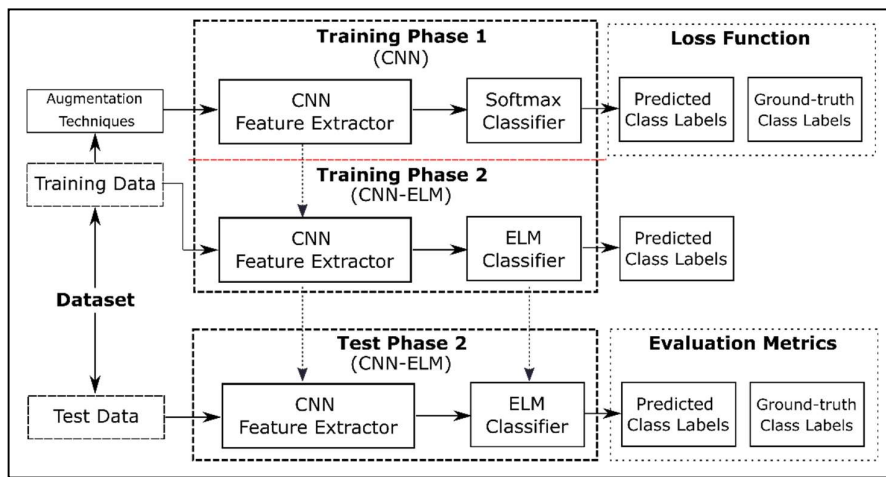 Training Phase 1
(CNN)
Loss Function
Augmentation
Techniques
CNN
Feature Extractor
Softmax
Classifier
Predicted
Class Labels
Ground-truth
Class Labels
Training Data
Training Phase 2
(CNN-ELM)
CNN
Feature Extractor
ELM
Classifier
Predicted
Class Labels
Dataset
Test Phase 2
(CNN-ELM)
Evaluation Metrics
Test Data
CNN
Feature Extractor
ELM
Classifier
Predicted
Class Labels
Ground-truth
Class Labels